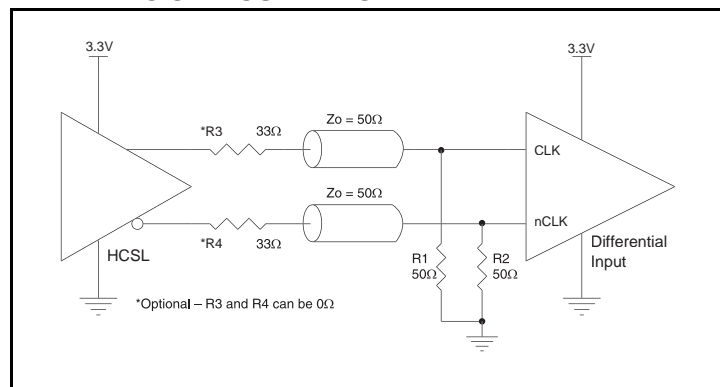 3.3V
3.3V
*R3 33Ω
Zo = 50Ω
CLK
Zo = 50Ω
nCLK
*R4 33Ω
HCSL
R1
50Ω
R2
50Ω
Differential
Input
*Optional – R3 and R4 can be 0Ω